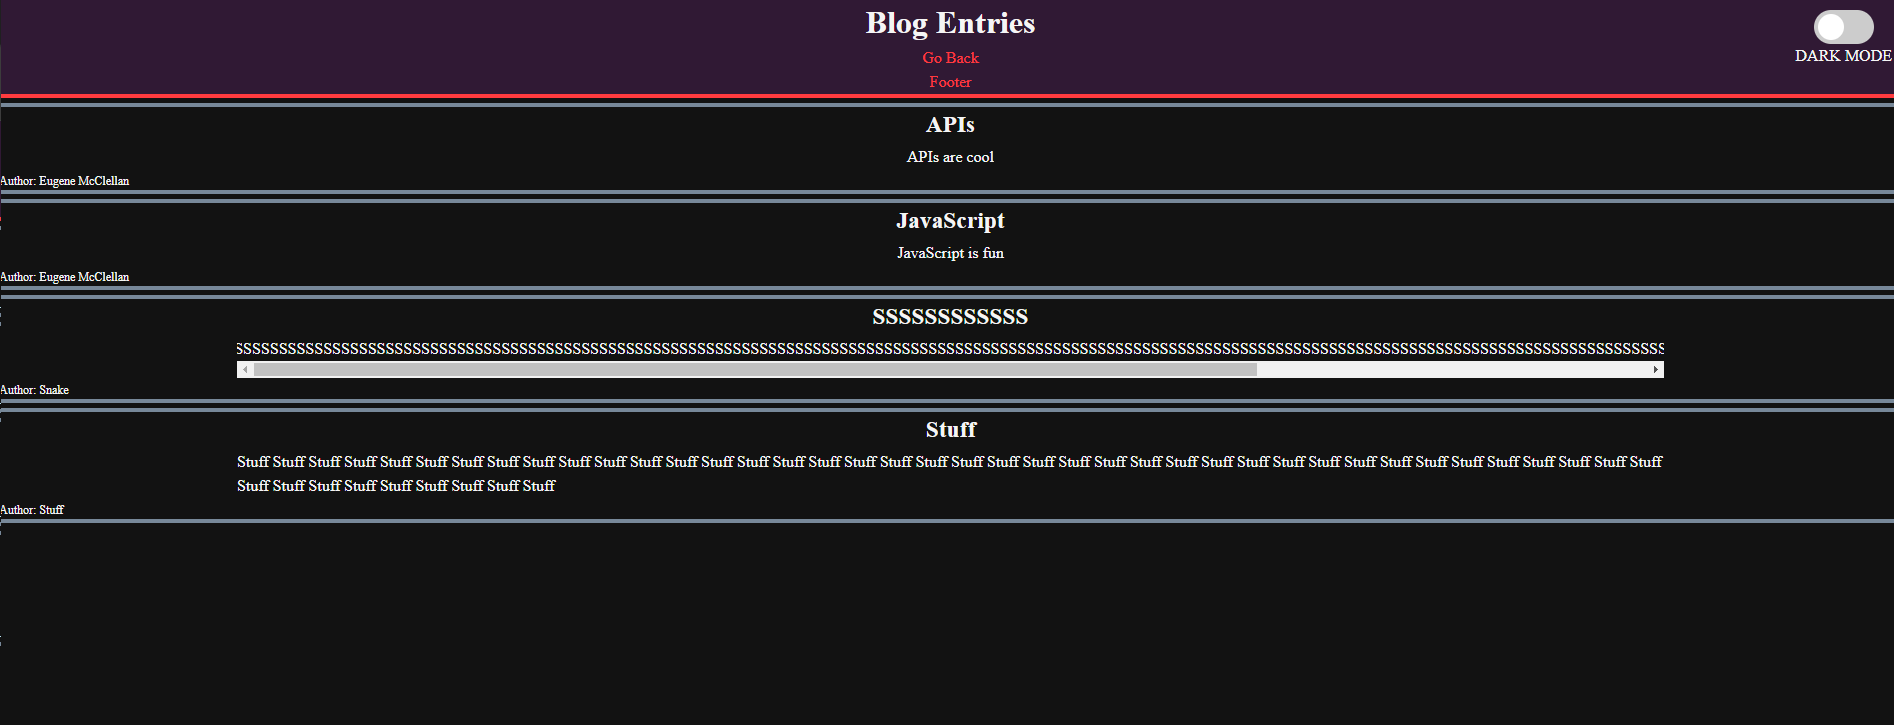 Blog Entries
DARK MODE
Go Back
Footer
APIs
APIs are cool
Author: Eugene McClellan
JavaScript
JavaScript is fun
Author: Eugene McClellan
SSSSSSSSSSSS
Author: Snake
Stuff
Stuff Stuff Stuff Stuff Stuff Stuff Stuff Stuff Stuff Stuff Stuff Stuff Stuff Stuff Stuff Stuff Stuff Stuff Stuff Stuff Stuff Stuff Stuff Stuff Stuff Stuff Stuff Stuff Stuff Stuff Stuff Stuff Stuff Stuff Stuff Stuff Stuff Stuff Stuff Stuff
Stuff Stuff Stuff Stuff Stuff Stuff Stuff Stuff Stuff
Author: Stuff